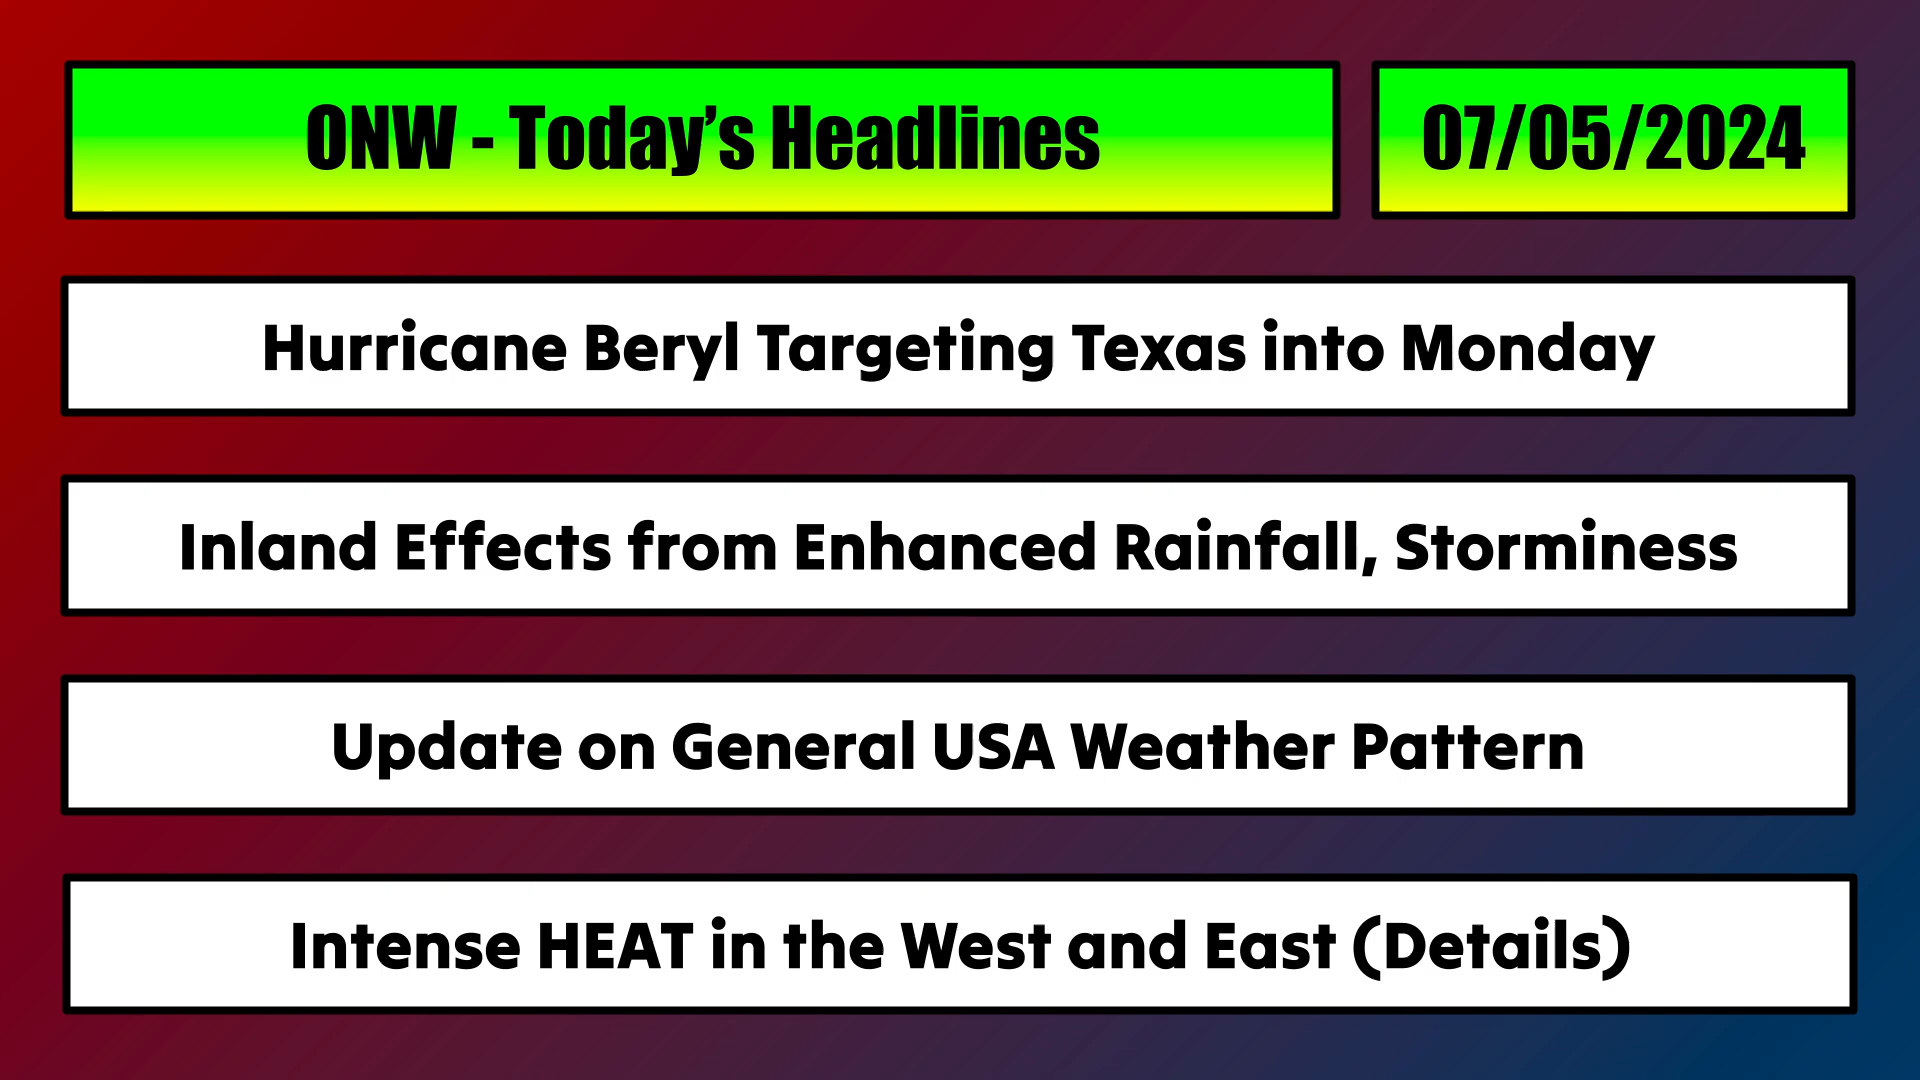 ONW - Today’s Headlines
07/05/2024
Hurricane Beryl Targeting Texas into Monday
Inland Effects from Enhanced Rainfall, Storminess
Update on General USA Weather Pattern
Intense HEAT in the West and East (Details)